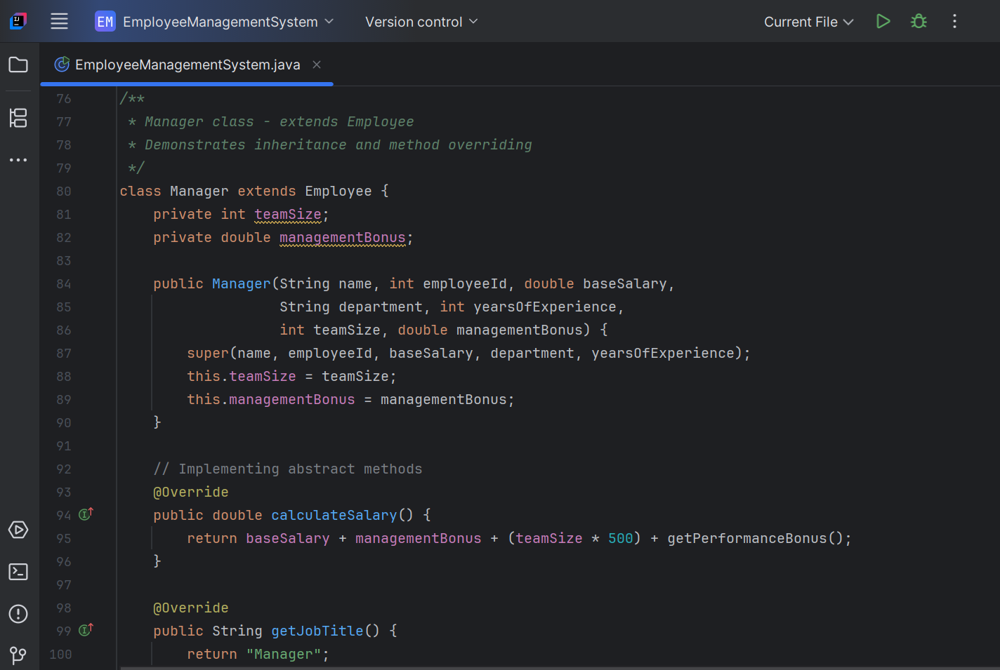 EM EmployeeManagementSystem Version control Current File
EmployeeManagementSystem.java
76 /**
77  * Manager class - extends Employee
78  * Demonstrates inheritance and method overriding
79  */
80 class Manager extends Employee {
81     private int teamSize;
82     private double managementBonus;
83
84     public Manager(String name, int employeeId, double baseSalary,
85                    String department, int yearsOfExperience,
86                    int teamSize, double managementBonus) {
87         super(name, employeeId, baseSalary, department, yearsOfExperience);
88         this.teamSize = teamSize;
89         this.managementBonus = managementBonus;
90     }
91
92     // Implementing abstract methods
93     @Override
94     public double calculateSalary() {
95         return baseSalary + managementBonus + (teamSize * 500) + getPerformanceBonus();
96     }
97
98     @Override
99     public String getJobTitle() {
100         return "Manager";